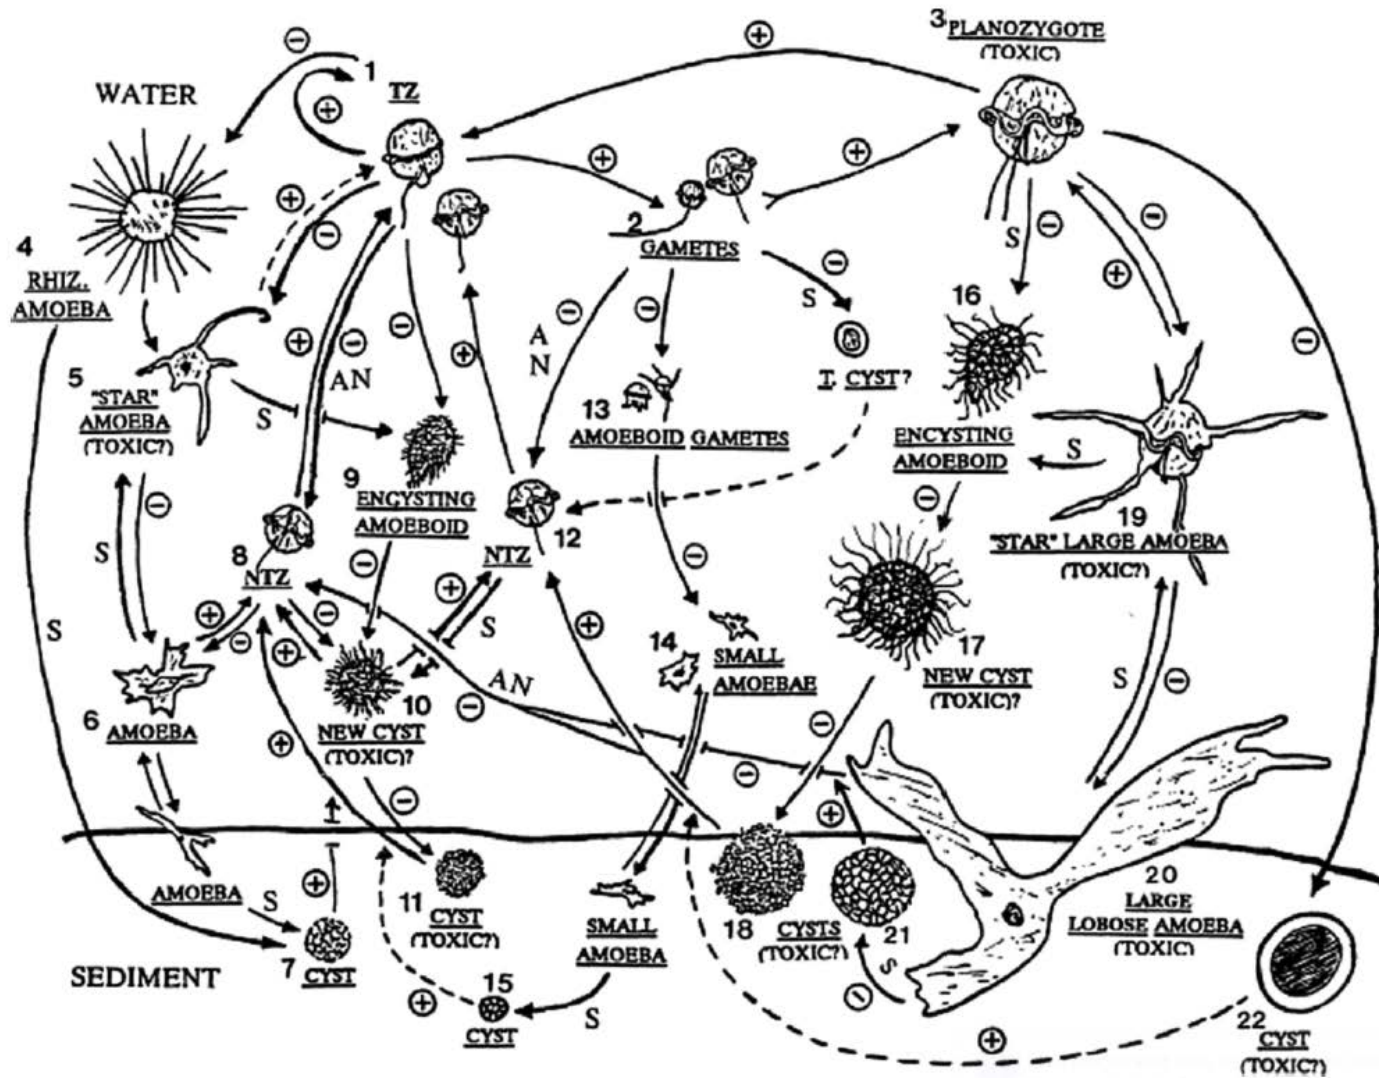 3 PLANOZYGOTE
(TOXIC)
⊖
⊕
1
TZ
⊕
WATER
⊕
⊕
⊕
⊖
2
GAMETES
⊖
S
⊖
⊖
⊕
4
RHIZ.
AMOEBA
⊖
S
⊖
⊖
A
N
⊖
16
⊖
⊕
⊖
AN
⊕
T. CYST?
5
"STAR"
AMOEBA
(TOXIC?)
S
13
AMOEBOID GAMETES
ENCYSTING
AMOEBOID
S
9
ENCYSTING
AMOEBOID
⊖
⊖
19
"STAR" LARGE AMOEBA
(TOXIC?)
12
8
NTZ
NTZ
S
⊖
⊖
⊕
⊖
⊕
⊖
⊕
S
⊕
S
14
SMALL
AMOEBAE
17
NEW CYST
(TOXIC)?
AN
⊖
S
⊖
6
AMOEBA
10
NEW CYST
(TOXIC)?
⊕
⊖
⊖
⊖
⊕
AMOEBA
S
⊕
11
CYST
(TOXIC?)
18
CYSTS
(TOXIC?)
21
20
LARGE
LOBOSE AMOEBA
(TOXIC)
SMALL
AMOEBA
SEDIMENT
7
CYST
S
⊖
15
CYST
⊕
S
22
CYST
(TOXIC?)
⊕